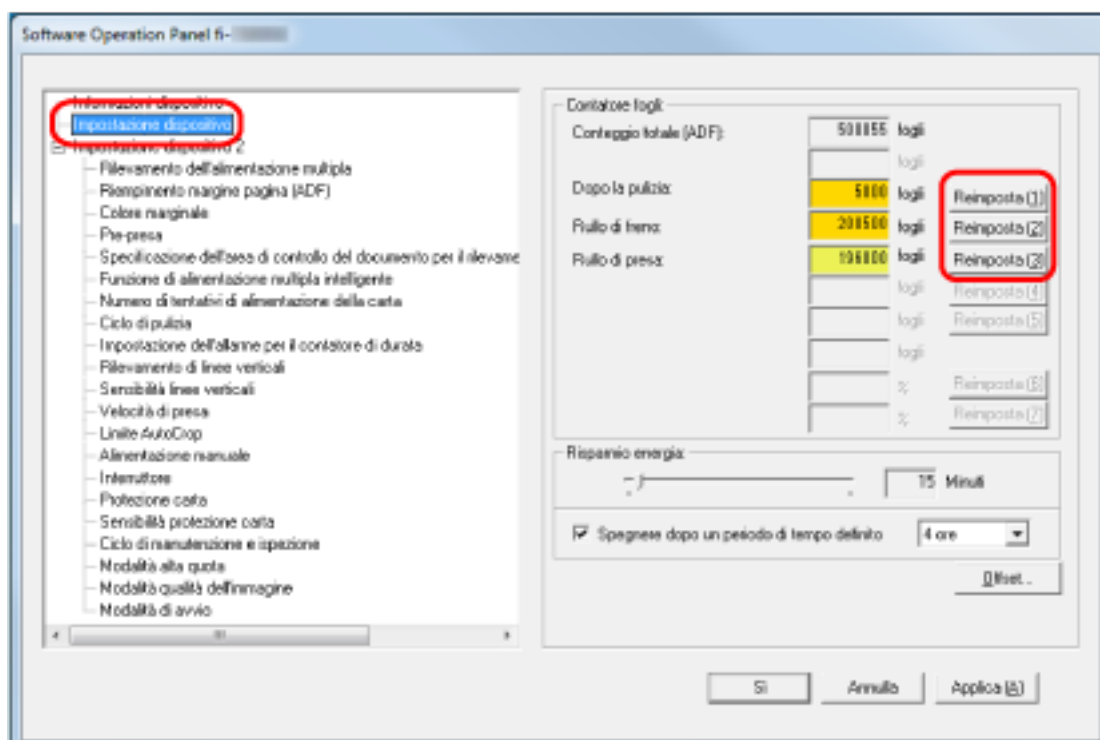 Software Operation Panel fi-
Informazioni dispositivo
Impostazione dispositivo
Impostazione dispositivo 2
Rilevamento dell'alimentazione multipla
Riempimento margine pagina (ADF)
Colore marginale
Pre-presa
Specificazione dell'area di controllo del documento per il rilevame
Funzione di alimentazione multipla intelligente
Numero di tentativi di alimentazione della carta
Ciclo di pulizia
Impostazione dell'allarme per il contatore di durata
Rilevamento di linee verticali
Sensibilità linee verticali
Velocità di presa
Limite AutoCrop
Alimentazione manuale
Interruttore
Protezione carta
Sensibilità protezione carta
Ciclo di manutenzione e ispezione
Modalità alta quota
Modalità qualità dell'immagine
Modalità di avvio
Contatore fogli:
Conteggio totale (ADF): 500055 fogli
fogli
Dopo la pulizia: 5000 fogli Reimposta (1)
Rullo di freno: 200500 fogli Reimposta (2)
Rullo di presa: 196000 fogli Reimposta (3)
fogli Reimposta (4)
fogli Reimposta (5)
fogli
% Reimposta (6)
% Reimposta (7)
Risparmio energia:
15 Minuti
Spegnere dopo un periodo di tempo definito 4 ore
Offset...
Sì Annulla Applica (A)